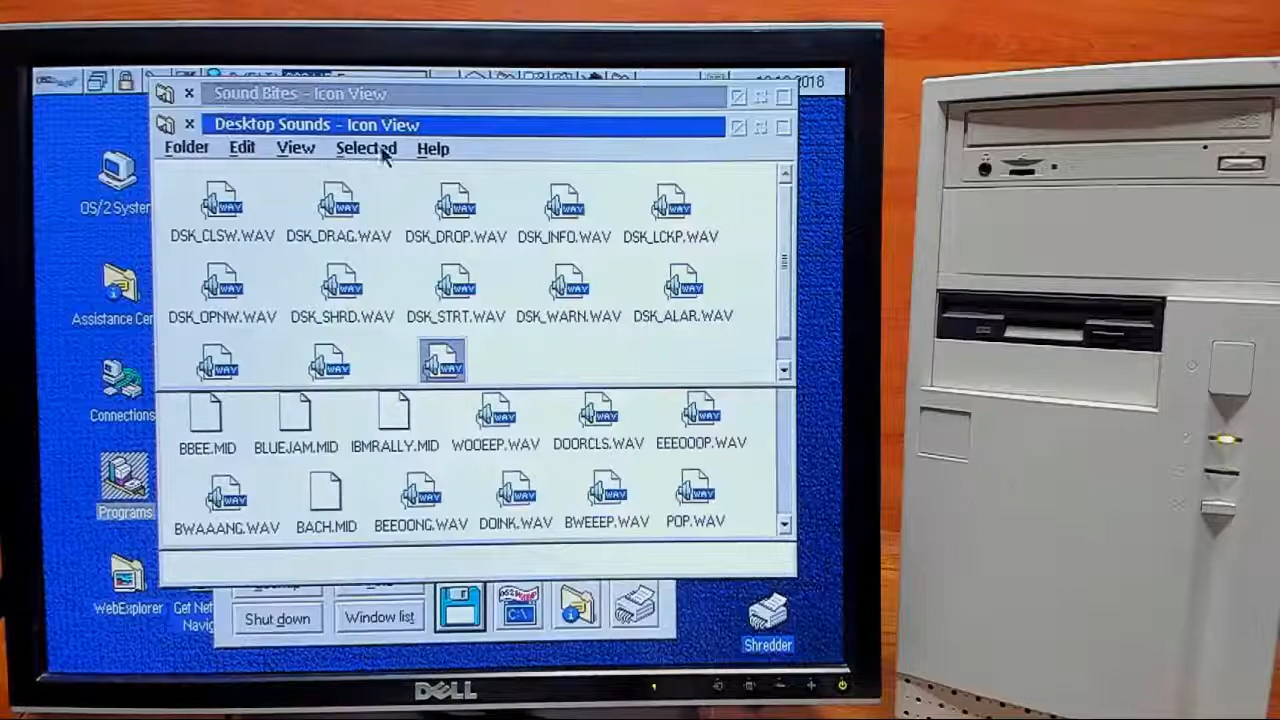 2018
Sound Bites - Icon View
Desktop Sounds - Icon View
Folder Edit View Selected Help
OS/2 System
DSK_CLSW.WAV DSK_DRAG.WAV DSK_DROP.WAV DSK_INFO.WAV DSK_LCKP.WAV
Assistance Cen
DSK_OPNW.WAV DSK_SHRD.WAV DSK_STRT.WAV DSK_WARN.WAV DSK_ALAR.WAV
Connections
BBEE.MID BLUEJAM.MID IBMRALLY.MID WOOEEP.WAV DOORCLS.WAV EEEOOOP.WAV
Programs
BWAAANG.WAV BACH.MID BEEOONG.WAV DOINK.WAV BWEEEP.WAV POP.WAV
WebExplorer Get Net
Navig
Shut down Window list C:\
Shredder
DELL